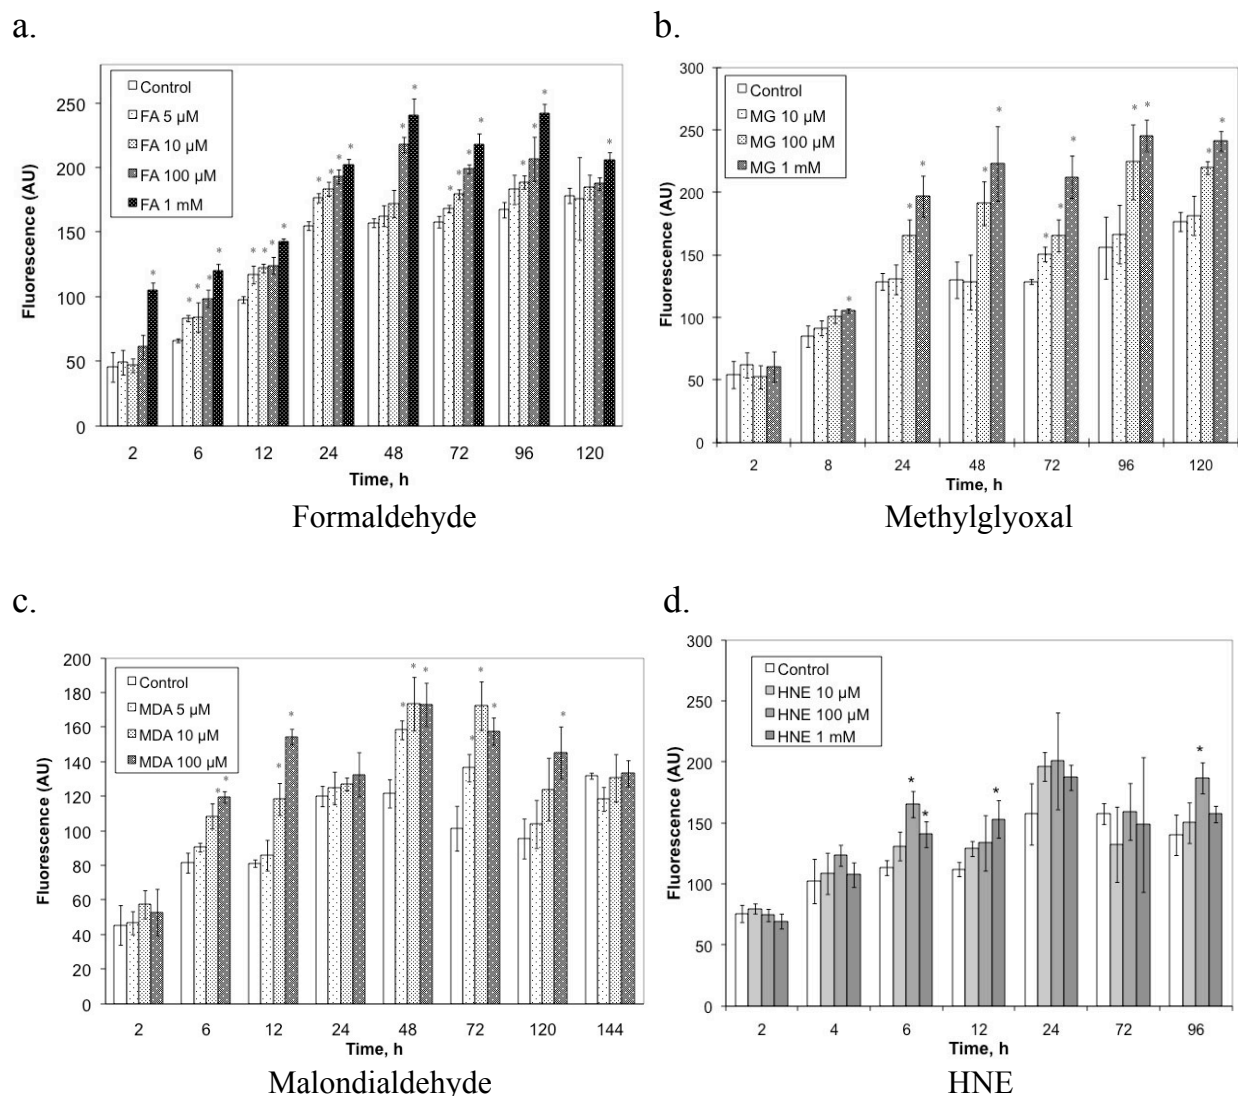 a.
Fluorescence (AU)
250
200
150
100
50
0
Control
FA 5 µM
FA 10 µM
FA 100 µM
FA 1 mM
* * * * * * * * * * * * * * * * * * * * * * *
2 6 12 24 48 72 96 120
Time, h
Formaldehyde
b.
Fluorescence (AU)
300
250
200
150
100
50
0
Control
MG 10 µM
MG 100 µM
MG 1 mM
* * * * * * * * * * * *
2 8 24 48 72 96 120
Time, h
Methylglyoxal
c.
Fluorescence (AU)
200
180
160
140
120
100
80
60
40
20
0
Control
MDA 5 µM
MDA 10 µM
MDA 100 µM
* * * * * * * * * * *
2 6 12 24 48 72 120 144
Time, h
Malondialdehyde
d.
Fluorescence (AU)
300
250
200
150
100
50
0
Control
HNE 10 µM
HNE 100 µM
HNE 1 mM
* * * *
2 4 6 12 24 72 96
Time, h
HNE